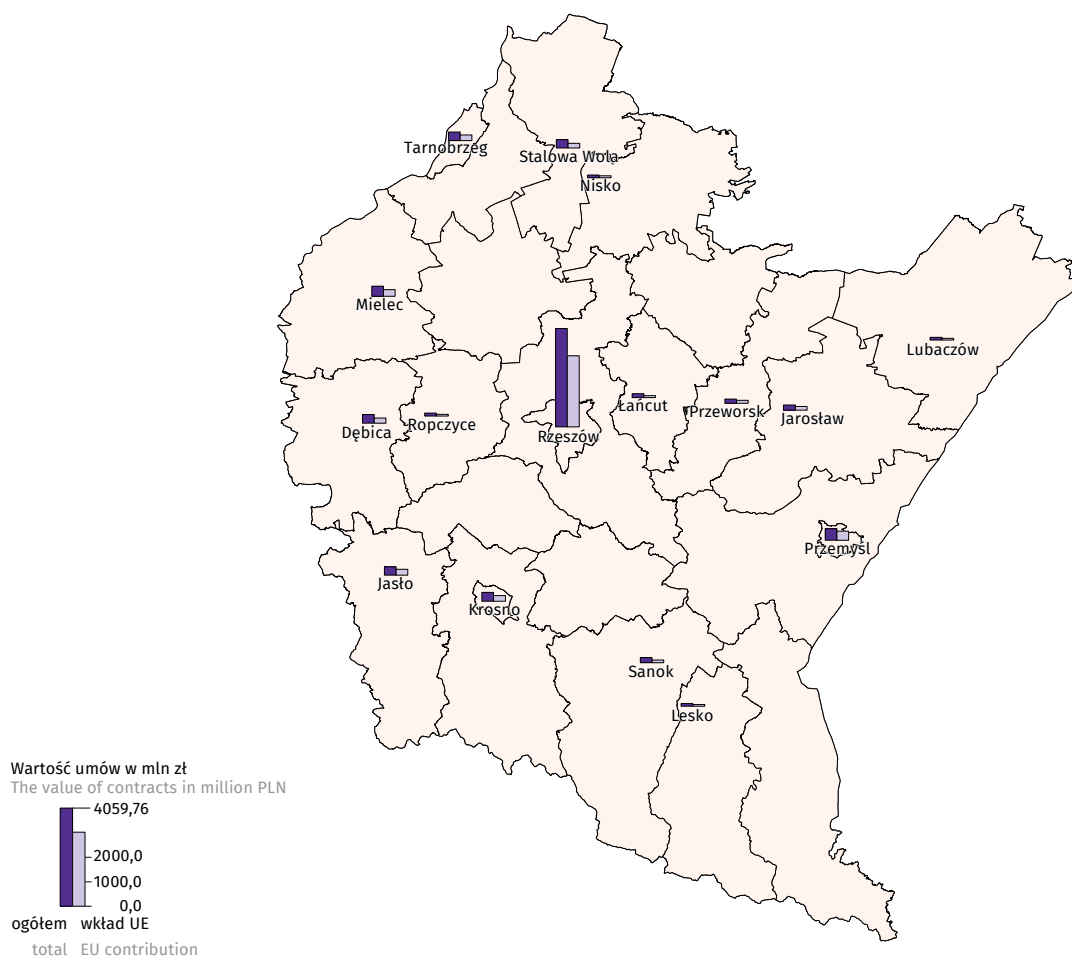 Tarnobrzeg
Stalowa Wola
Nisko
Mielec
Lubaczów
Łańcut
Przeworsk
Jarosław
Dębica
Ropczyce
Rzeszów
Przemyśl
Jasło
Krosno
Sanok
Lesko
Wartość umów w mln zł
The value of contracts in million PLN
4059,76
2000,0
1000,0
0,0
ogółem wkład UE
total EU contribution